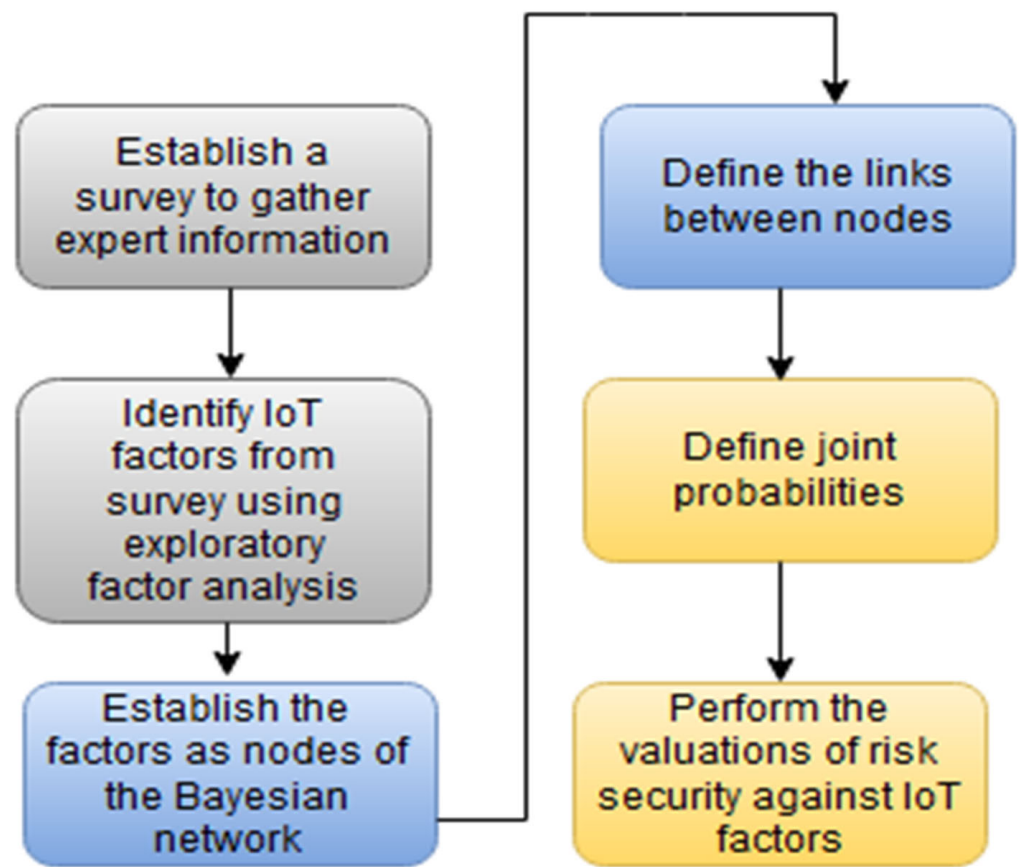 Establish a
survey to gather
expert information
Identify IoT
factors from
survey using
exploratory
factor analysis
Establish the
factors as nodes of
the Bayesian
network
Define the links
between nodes
Define joint
probabilities
Perform the
valuations of risk
security against IoT
factors